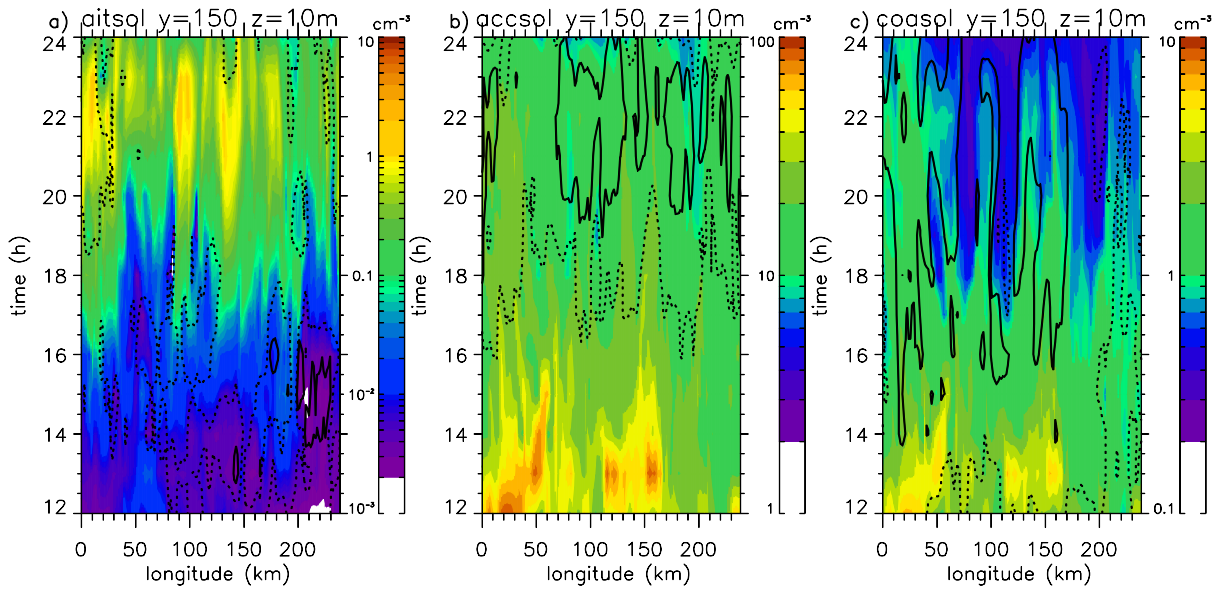 a) aitsol y=150 z=10m cm⁻³
b) accsol y=150 z=10m cm⁻³
c) coasol y=150 z=10m cm⁻³
24
22
20
18
16
14
12
time (h)
0 50 100 150 200
longitude (km)
10
1
0.1
10⁻²
10⁻³
24
22
20
18
16
14
12
time (h)
0 50 100 150 200
longitude (km)
100
10
1
24
22
20
18
16
14
12
time (h)
0 50 100 150 200
longitude (km)
10
1
0.1